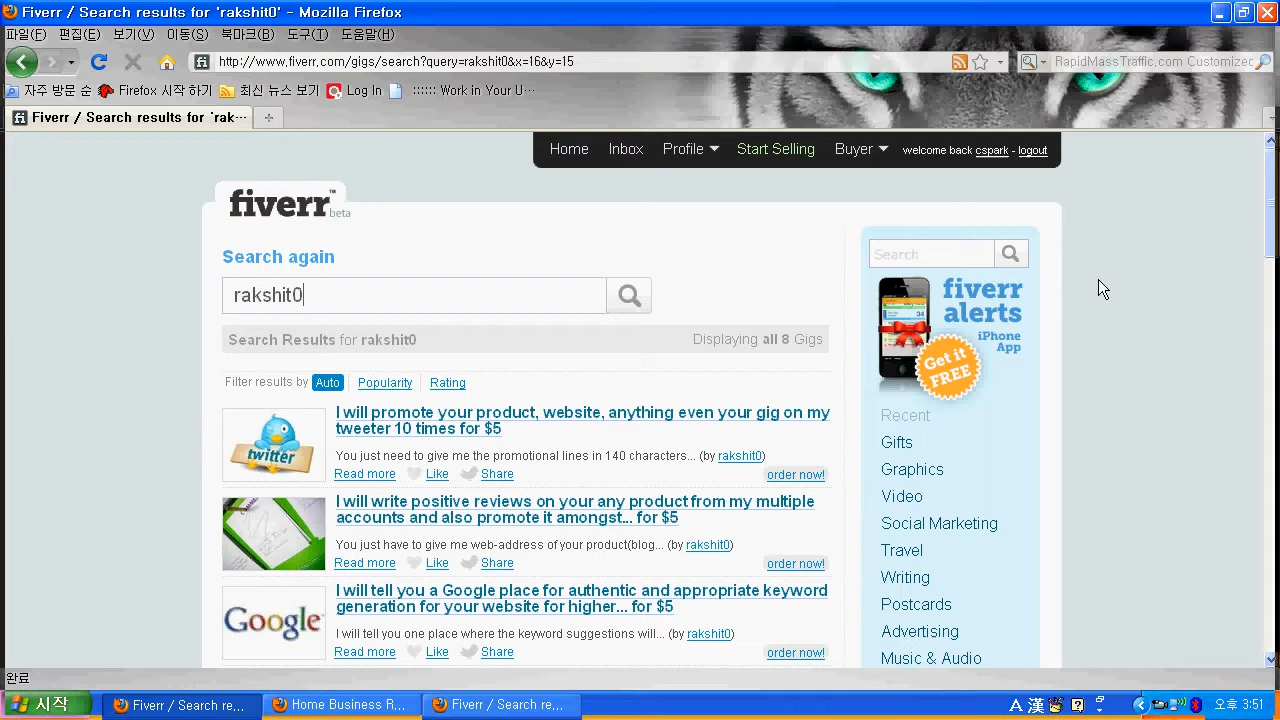 Fiverr / Search results for 'rakshit0' - Mozilla Firefox
파일(F) 편집(E) 보기(V) 이동(S) 북마크(B) 도구(T) 도움말(H)
http://www.fiverr.com/gigs/search?query=rakshit0&x=16&y=15
RapidMassTraffic.com Customizec
자주 방문 순 Firefox 시작 하기 최신 뉴스 보기 Log In :::::: Work in Your O···
Fiverr / Search results for 'rak···
Home Inbox Profile Start Selling Buyer welcome back cspark - logout
fiverr™ beta
Search again
rakshit0
Search Results for rakshit0 Displaying all 8 Gigs
Filter results by Auto Popularity Rating
twitter
I will promote your product, website, anything even your gig on my
tweeter 10 times for $5
You just need to give me the promotional lines in 140 characters... (by rakshit0)
Read more Like Share order now!
I will write positive reviews on your any product from my multiple
accounts and also promote it amongst... for $5
You just have to give me web-address of your product(blog... (by rakshit0)
Read more Like Share order now!
Google
I will tell you a Google place for authentic and appropriate keyword
generation for your website for higher... for $5
I will tell you one place where the keyword suggestions will... (by rakshit0)
Read more Like Share order now!
Search
fiverr
alerts
iPhone
App
Get it
FREE
Recent
Gifts
Graphics
Video
Social Marketing
Travel
Writing
Postcards
Advertising
Music & Audio
완료
시작 Fiverr / Search re... Home Business R... Fiverr / Search re... A 漢 오후 3:51